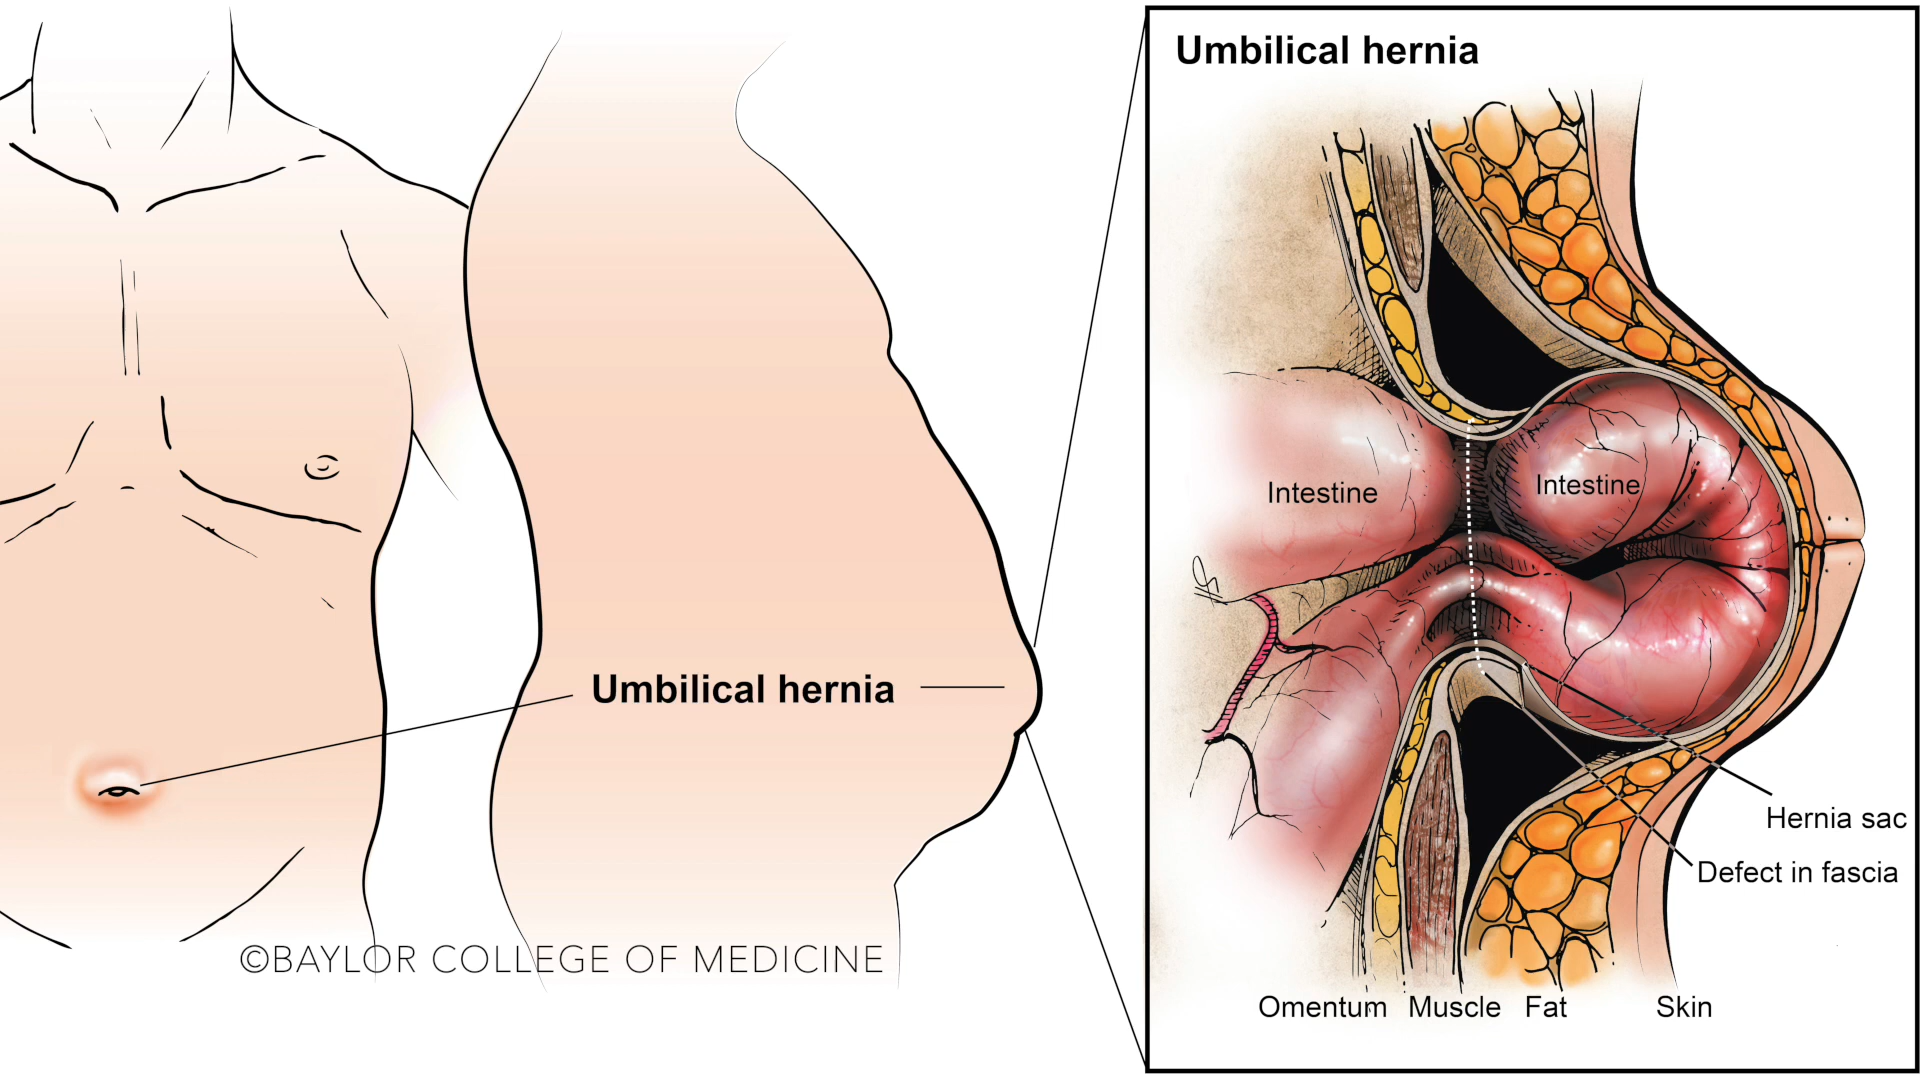 Umbilical hernia
©BAYLOR COLLEGE OF MEDICINE
Umbilical hernia
Intestine
Intestine
Hernia sac
Defect in fascia
Omentum Muscle Fat Skin